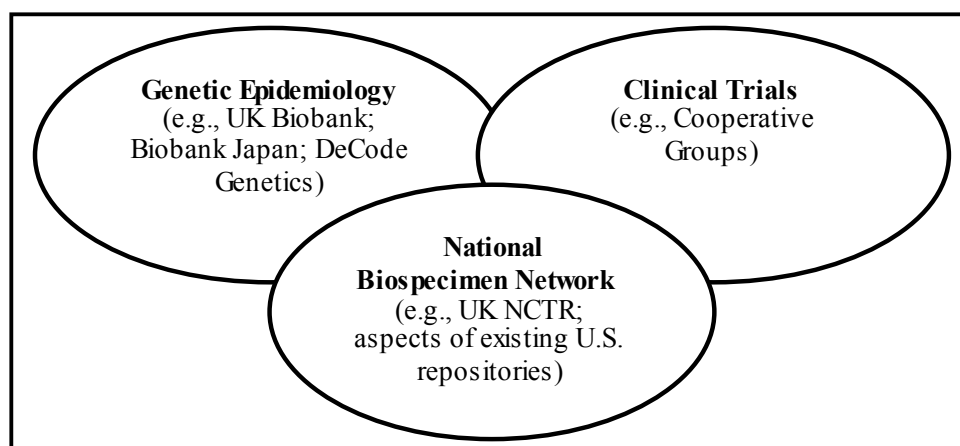 Genetic Epidemiology
(e.g., UK Biobank;
Biobank Japan; DeCode
Genetics)
Clinical Trials
(e.g., Cooperative
Groups)
National
Biospecimen Network
(e.g., UK NCTR;
aspects of existing U.S.
repositories)